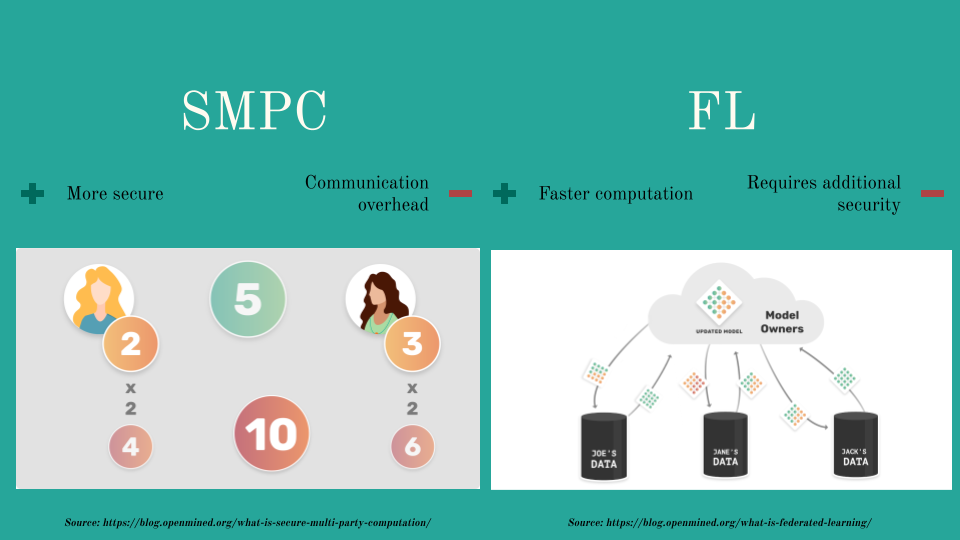 SMPC
More secure
Communication
overhead
5
2
3
x
2
x
2
10
4
6
Source: https://blog.openmined.org/what-is-secure-multi-party-computation/
FL
Faster computation
Requires additional
security
UPDATED MODEL
Model
Owners
JOE'S
DATA
JANE'S
DATA
JACK'S
DATA
Source: https://blog.openmined.org/what-is-federated-learning/